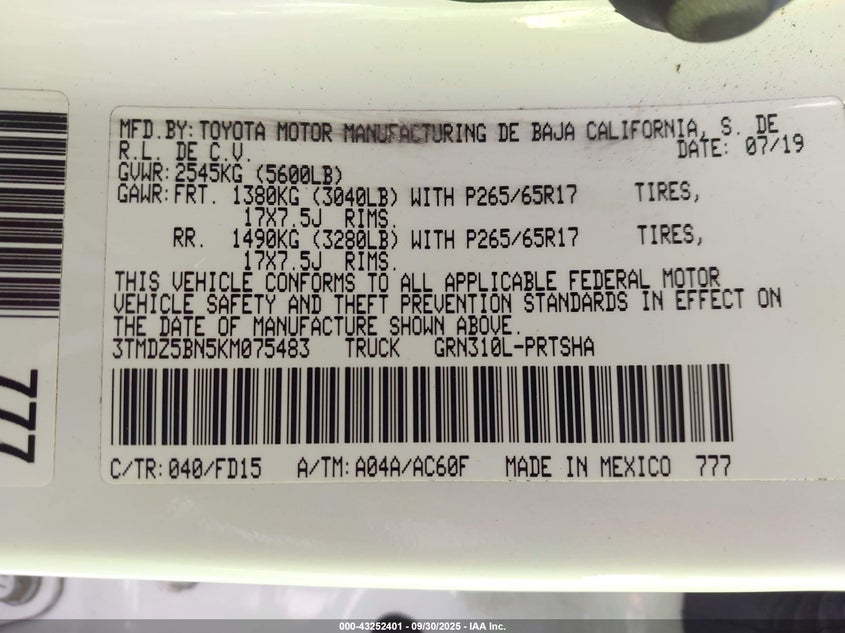 MFD. BY: TOYOTA MOTOR MANUFACTURING DE BAJA CALIFORNIA, S. DE
R.L. DE C.V. DATE: 07/19
GVWR: 2545KG (5600LB)
GAWR: FRT. 1380KG (3040LB) WITH P265/65R17 TIRES,
17X7.5J RIMS.
RR. 1490KG (3280LB) WITH P265/65R17 TIRES,
17X7.5J RIMS.
THIS VEHICLE CONFORMS TO ALL APPLICABLE FEDERAL MOTOR
VEHICLE SAFETY AND THEFT PREVENTION STANDARDS IN EFFECT ON
THE DATE OF MANUFACTURE SHOWN ABOVE.
3TMDZ5BN5KM075483 TRUCK GRN310L-PRTSHA
C/TR: 040/FD15 A/TM: A04A/AC60F MADE IN MEXICO 777
777
000-43252401 - 09/30/2025 - IAA Inc.